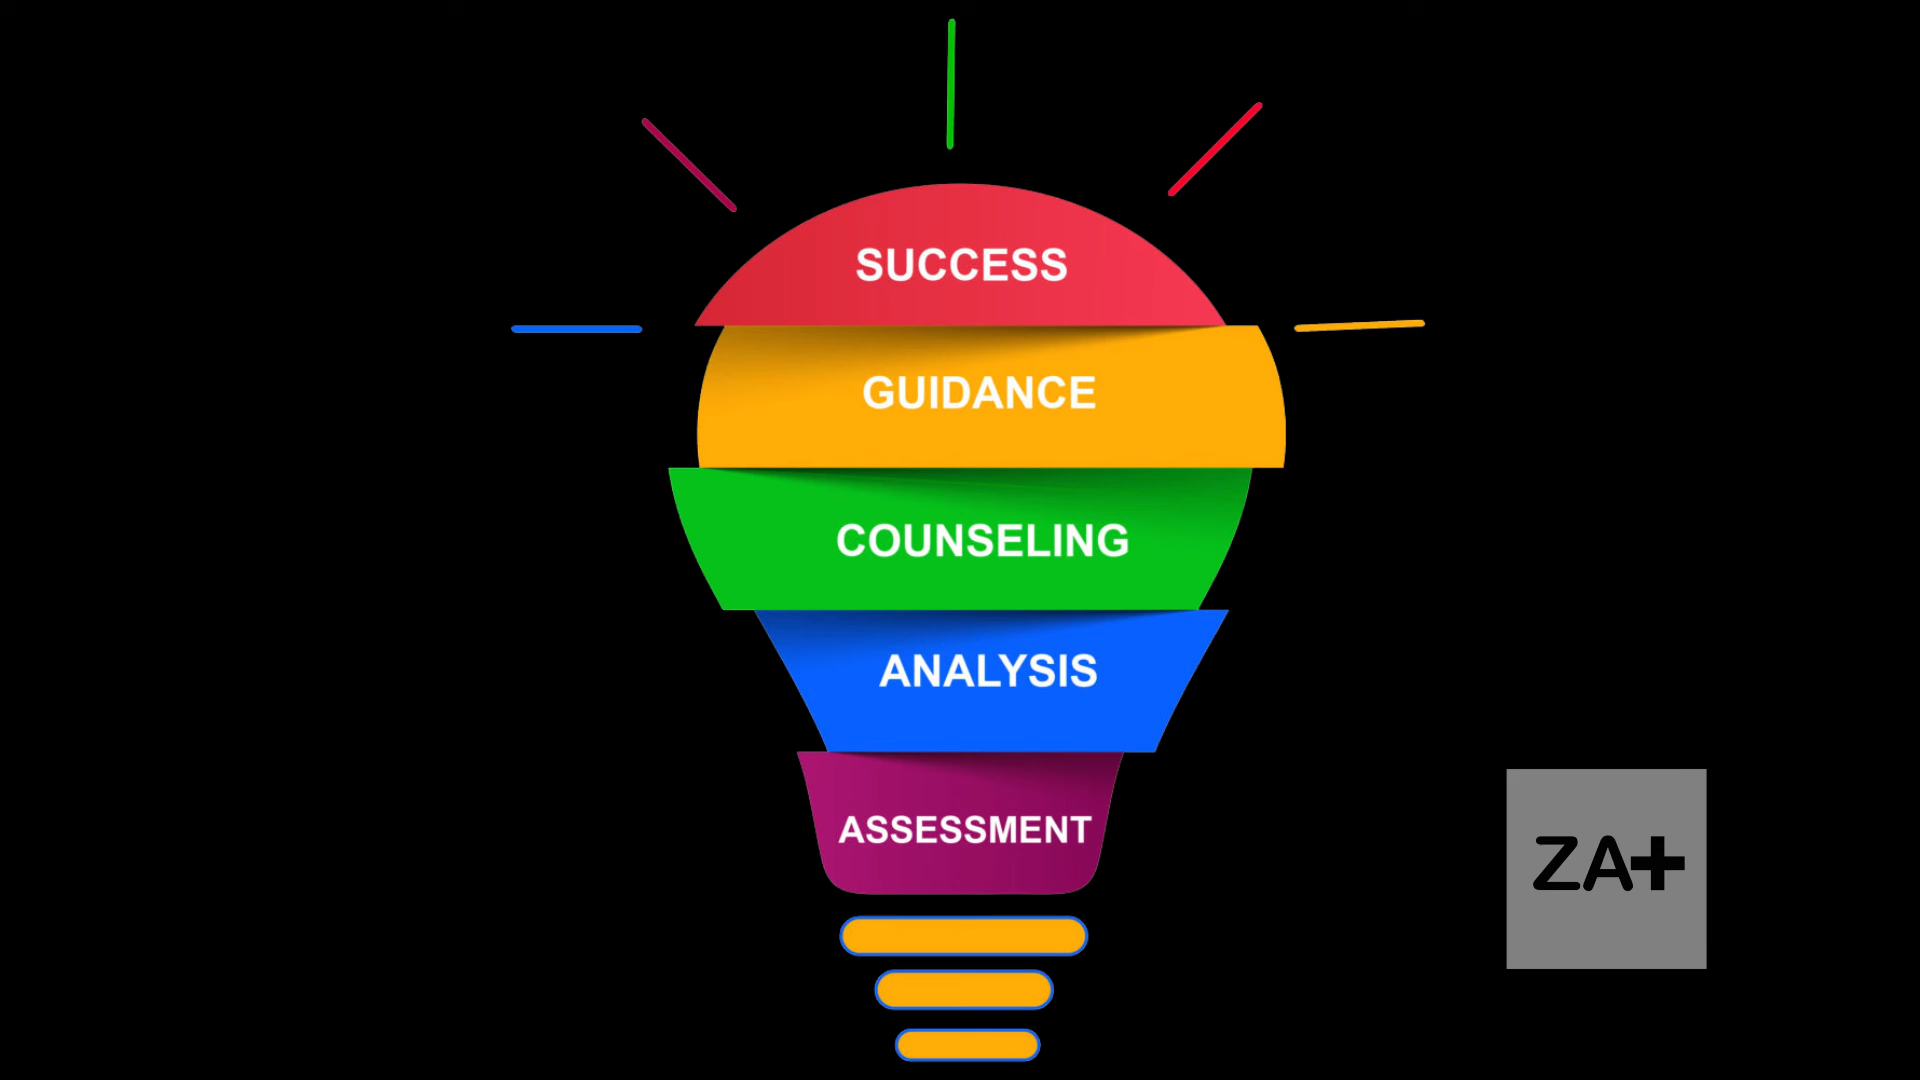 SUCCESS
GUIDANCE
COUNSELING
ANALYSIS
ASSESSMENT
ZA+